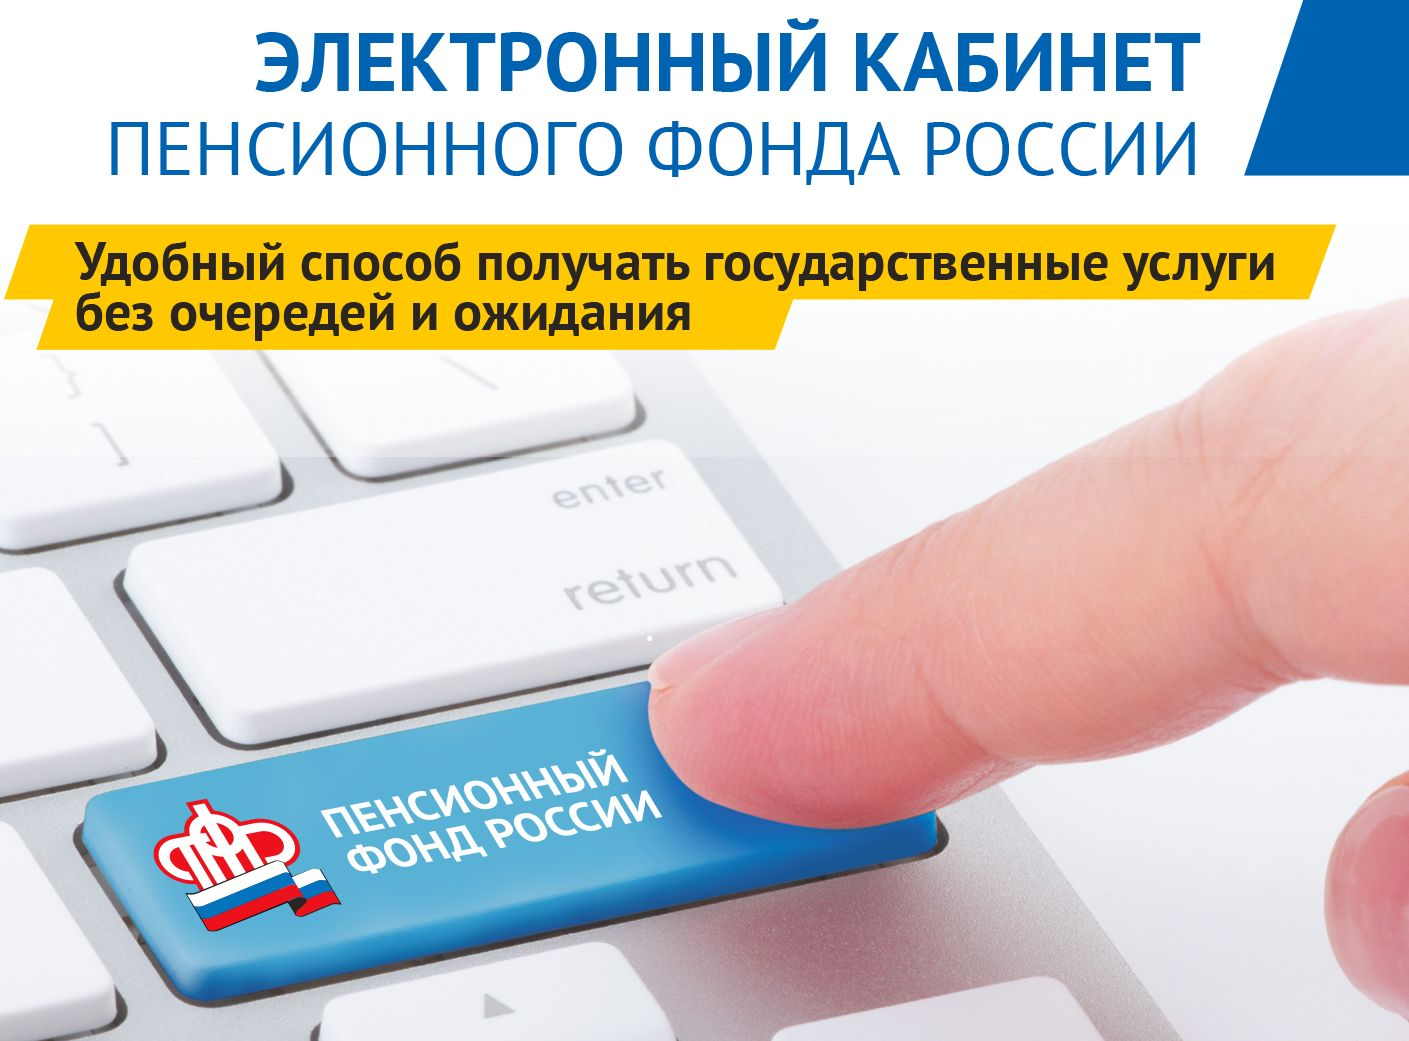 ЭЛЕКТРОННЫЙ КАБИНЕТ
ПЕНСИОННОГО ФОНДА РОССИИ
Удобный способ получать государственные услуги
без очередей и ожидания
}
]
\
enter
return
ПЕНСИОННЫЙ
ФОНД РОССИИ